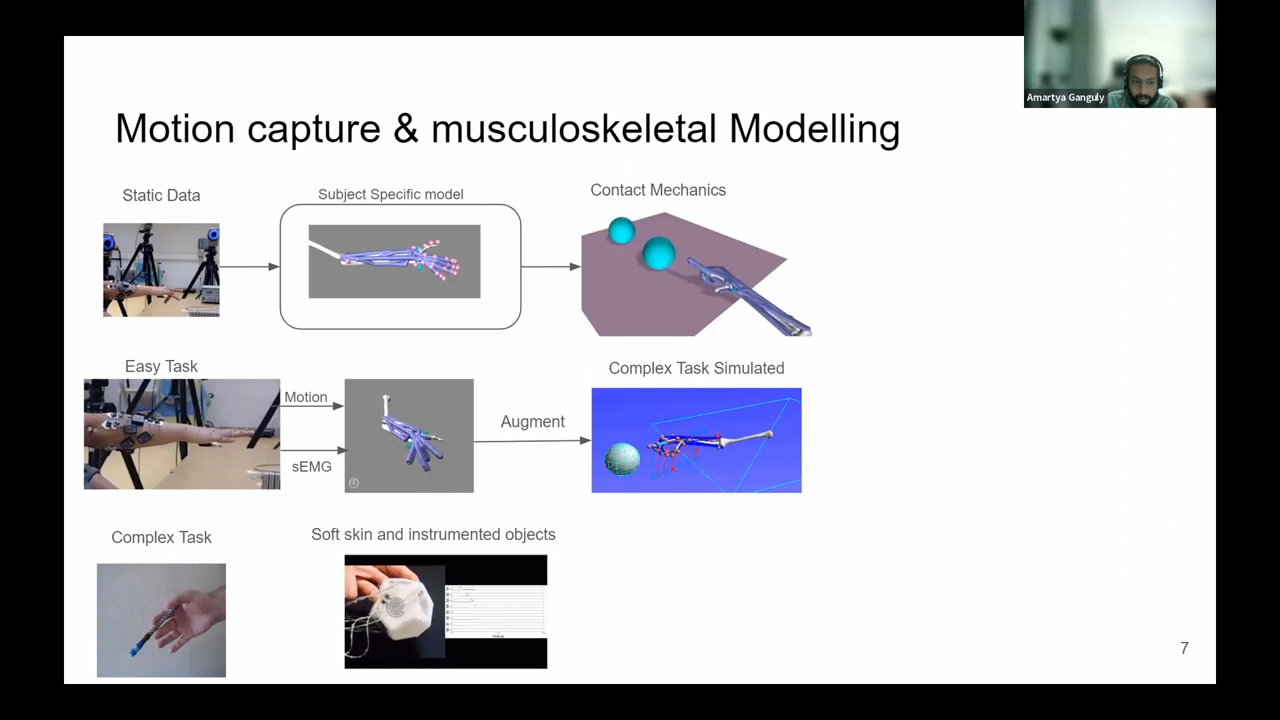 Amartya Ganguly
Motion capture & musculoskeletal Modelling
Static Data
Subject Specific model
Contact Mechanics
Easy Task
Motion
sEMG
Augment
Complex Task Simulated
Complex Task
Soft skin and instrumented objects
7